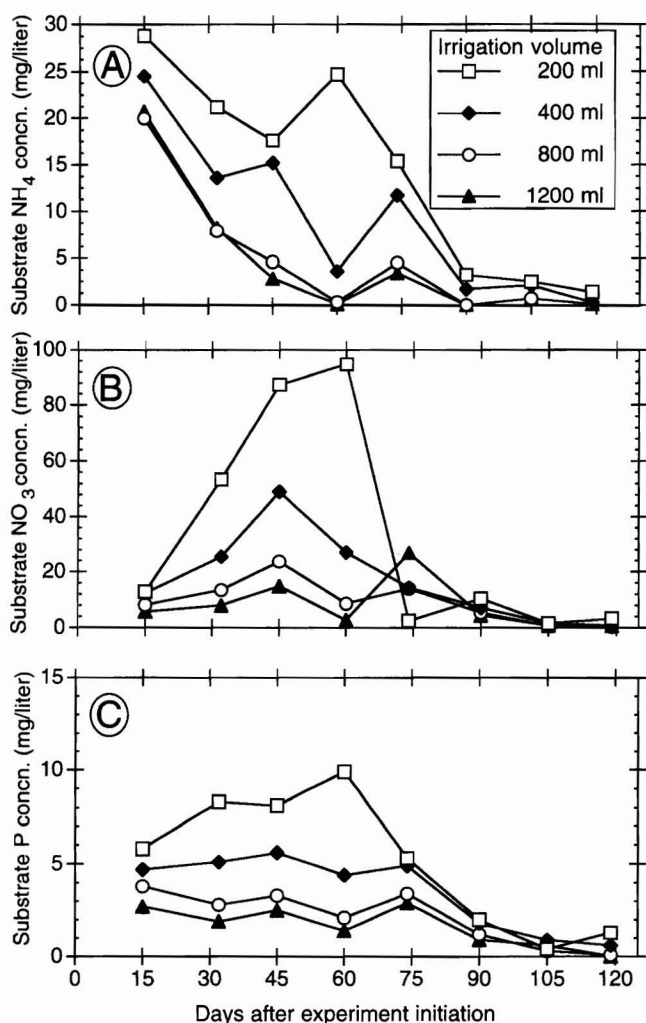 Substrate NH4 concn. (mg/liter)
30
25
20
15
10
5
0
A
Irrigation volume
200 ml
400 ml
800 ml
1200 ml
Substrate NO3 concn. (mg/liter)
100
80
60
40
20
0
B
Substrate P concn. (mg/liter)
15
10
5
0
C
0 15 30 45 60 75 90 105 120
Days after experiment initiation